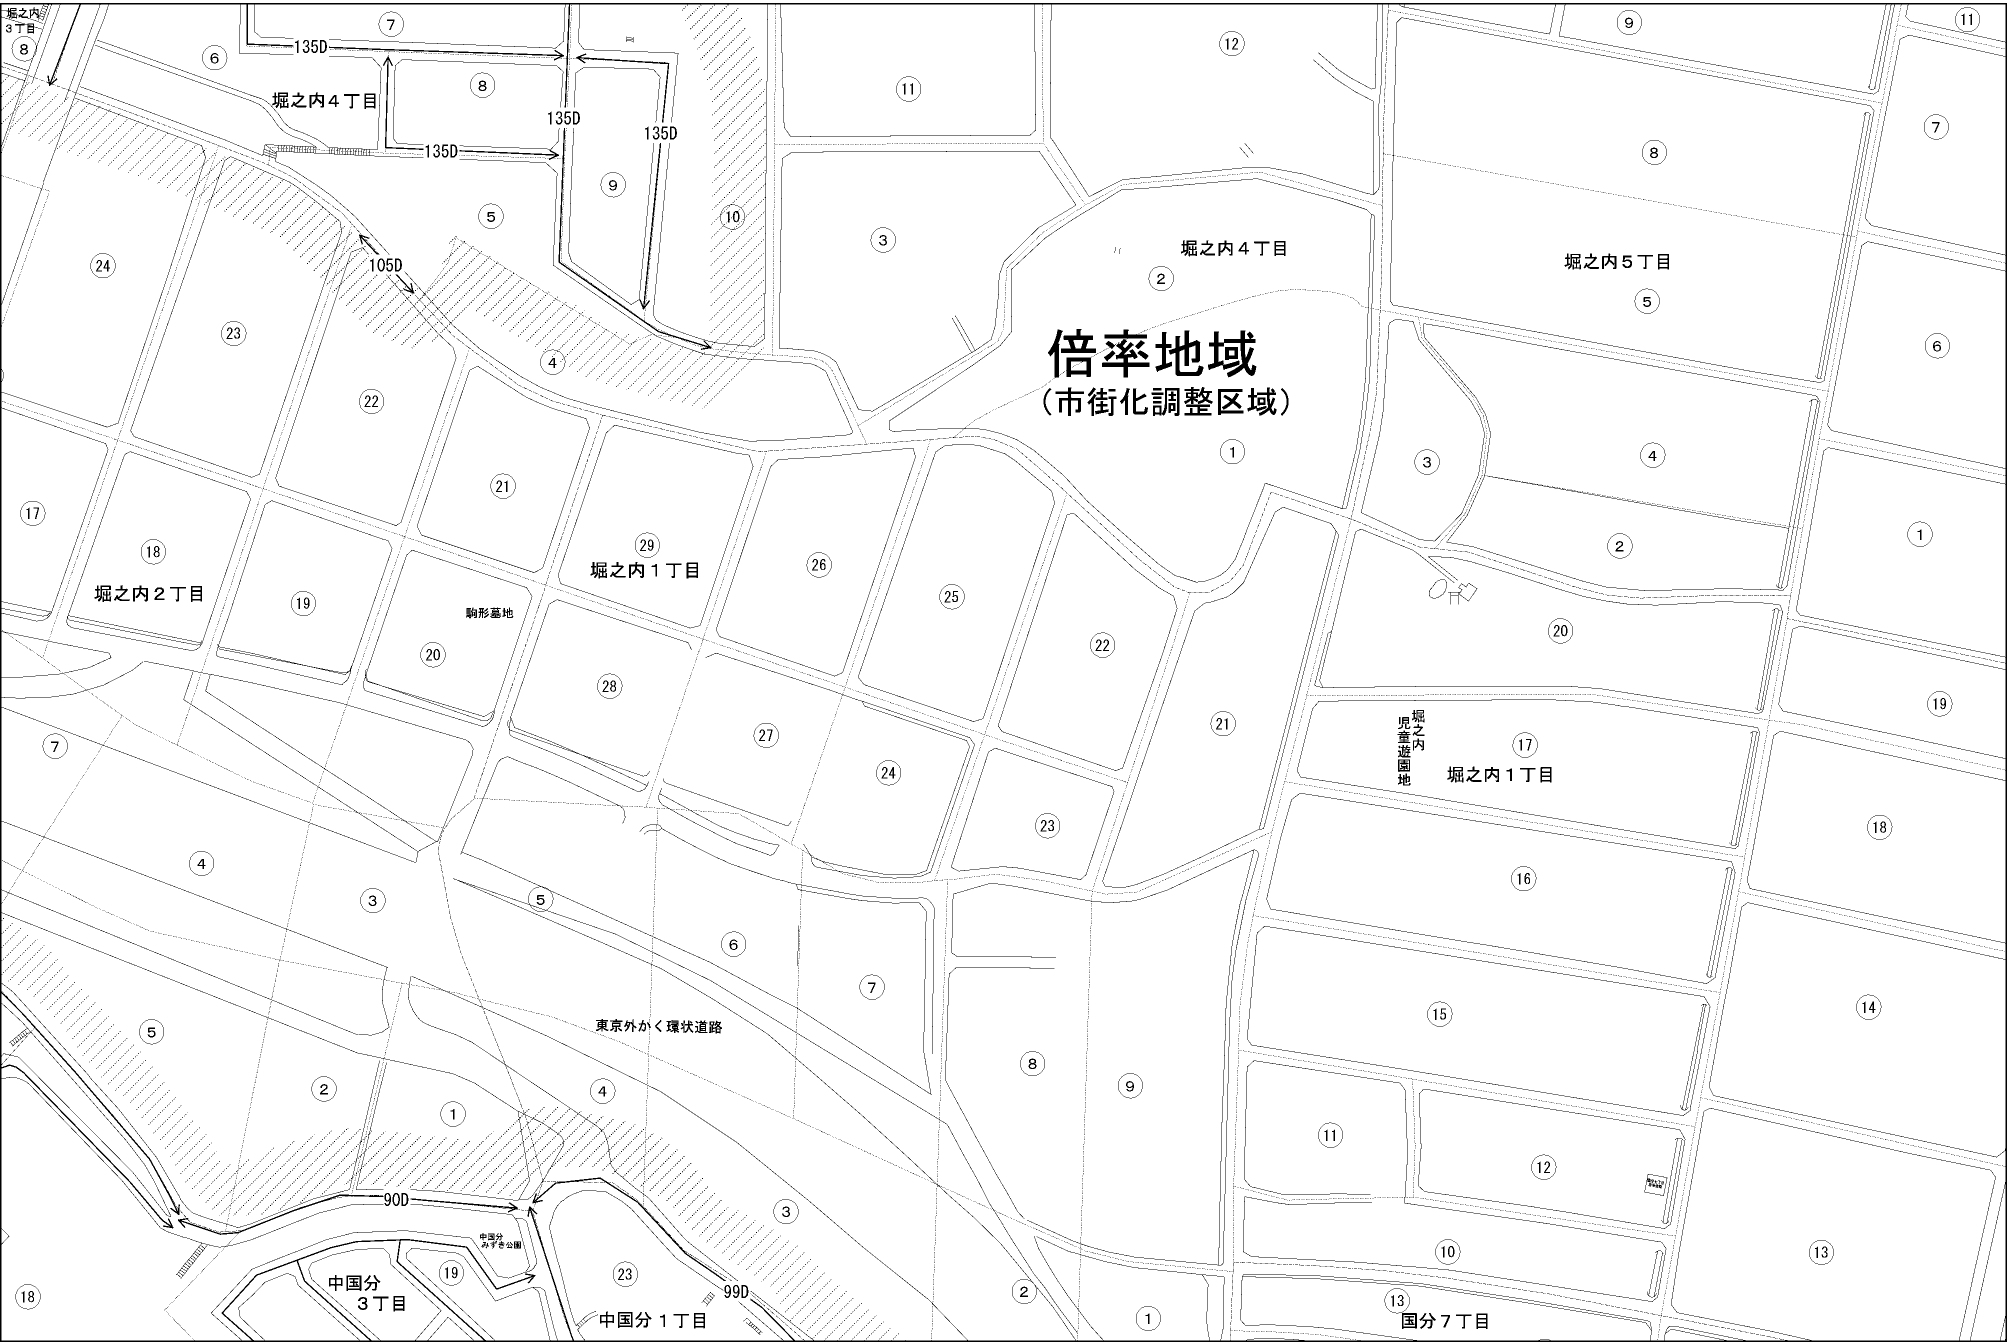 堀之内
3丁目
8
7
6
135D
8
堀之内4丁目
135D
135D
135D
9
5
10
11
12
9
11
8
7
3
2
堀之内4丁目
堀之内5丁目
5
6
24
23
105D
22
4
倍率地域
（市街化調整区域）
1
3
4
2
1
17
18
堀之内2丁目
19
21
駒形墓地
20
29
堀之内1丁目
26
25
22
28
27
24
23
21
20
19
堀之内
児童遊園地
17
堀之内1丁目
18
16
15
14
7
4
3
5
6
7
東京外かく環状道路
5
2
1
4
8
9
11
12
10
13
13
国分7丁目
90D
中国分
みずき公園
19
中国分
3丁目
18
23
中国分1丁目
99D
3
2
1